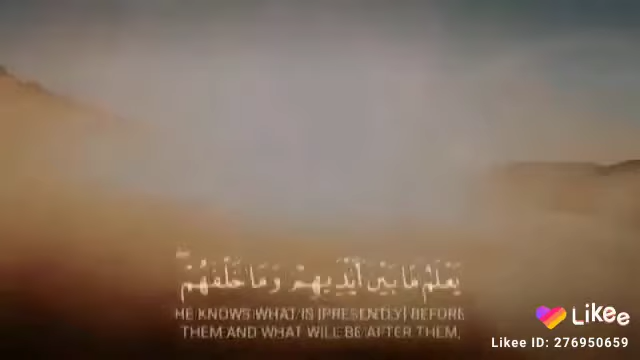 يَعْلَمُ مَا بَيْنَ أَيْدِيهِمْ وَمَا خَلْفَهُمْ
HE KNOWS WHAT IS [PRESENTLY] BEFORE
THEM AND WHAT WILL BE AFTER THEM,
Likee
Likee ID: 276950659